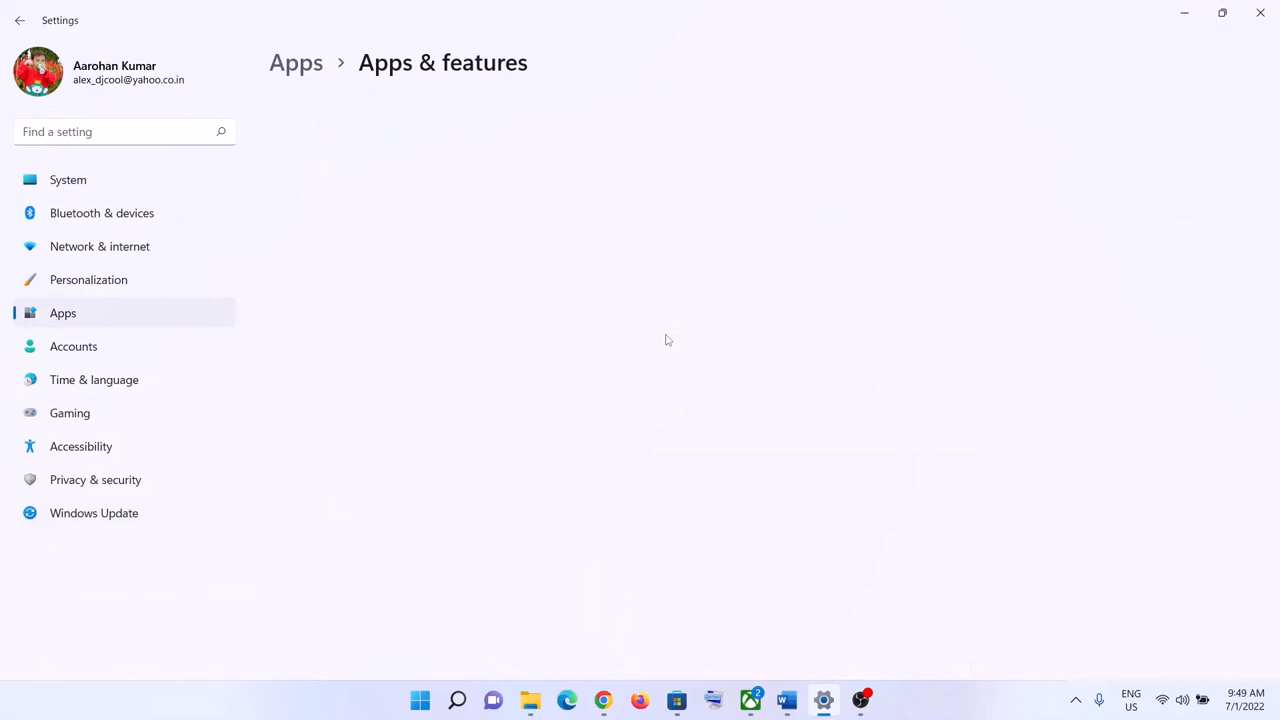 Settings
Aarohan Kumar
alex_djcool@yahoo.co.in
Apps > Apps & features
Find a setting
System
Bluetooth & devices
Network & internet
Personalization
Apps
Accounts
Time & language
Gaming
Accessibility
Privacy & security
Windows Update
2
ENG
US
9:49 AM
7/1/2022